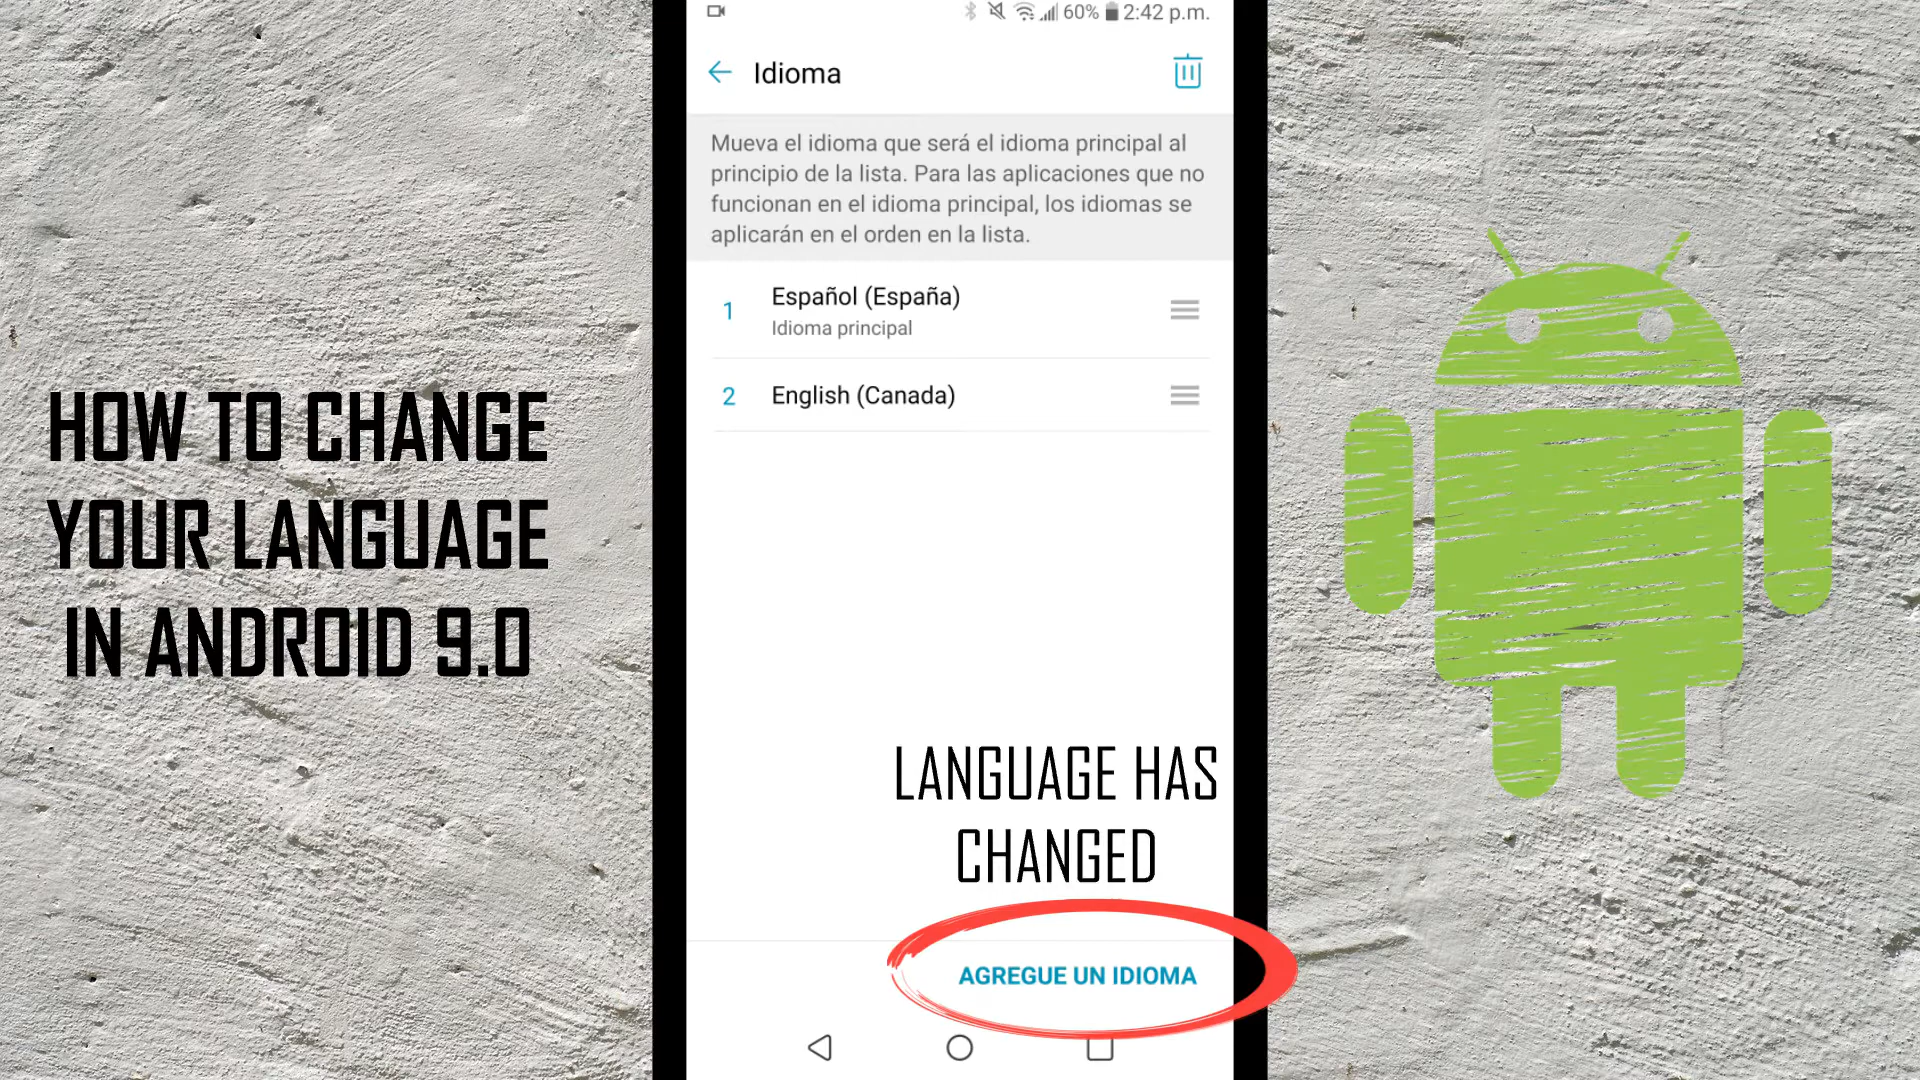 HOW TO CHANGE
YOUR LANGUAGE
IN ANDROID 9.0
60% 2:42 p.m.
Idioma
Mueva el idioma que será el idioma principal al
principio de la lista. Para las aplicaciones que no
funcionan en el idioma principal, los idiomas se
aplicarán en el orden en la lista.
1 Español (España)
Idioma principal
2 English (Canada)
LANGUAGE HAS
CHANGED
AGREGUE UN IDIOMA